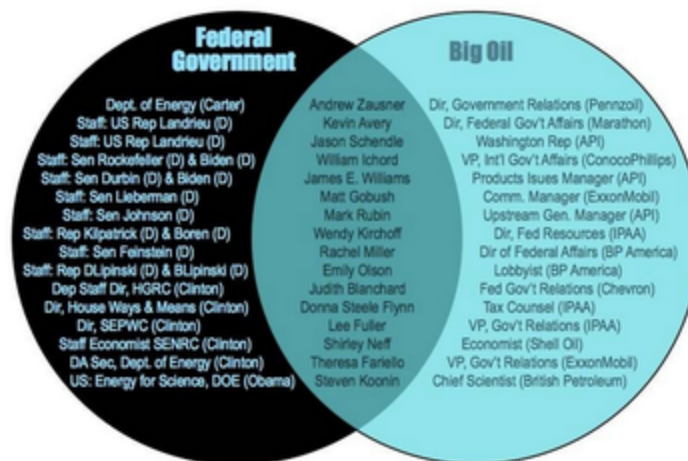 Federal
Government
Big Oil
Dept. of Energy (Carter) Andrew Zausner Dir, Government Relations (Pennzoil)
Staff: US Rep Landrieu (D) Kevin Avery Dir, Federal Gov't Affairs (Marathon)
Staff: US Rep Landrieu (D) Jason Schendle Washington Rep (API)
Staff: Sen Rockefeller (D) & Biden (D) William Ichord VP, Int'l Gov't Affairs (ConocoPhillips)
Staff: Sen Durbin (D) & Biden (D) James E. Williams Products Isues Manager (API)
Staff: Sen Lieberman (D) Matt Gobush Comm. Manager (ExxonMobil)
Staff: Sen Johnson (D) Mark Rubin Upstream Gen. Manager (API)
Staff: Rep Kilpatrick (D) & Boren (D) Wendy Kirchoff Dir, Fed Resources (IPAA)
Staff: Sen Feinstein (D) Rachel Miller Dir of Federal Affairs (BP America)
Staff: Rep DLipinski (D) & BLipinski (D) Emily Olson Lobbyist (BP America)
Dep Staff Dir, HGRC (Clinton) Judith Blanchard Fed Gov't Relations (Chevron)
Dir, House Ways & Means (Clinton) Donna Steele Flynn Tax Counsel (IPAA)
Dir, SEPWC (Clinton) Lee Fuller VP, Gov't Relations (IPAA)
Staff Economist SENRC (Clinton) Shirley Neff Economist (Shell Oil)
DA Sec, Dept. of Energy (Clinton) Theresa Fariello VP, Gov't Relations (ExxonMobil)
US: Energy for Science, DOE (Obama) Steven Koonin Chief Scientist (British Petroleum)